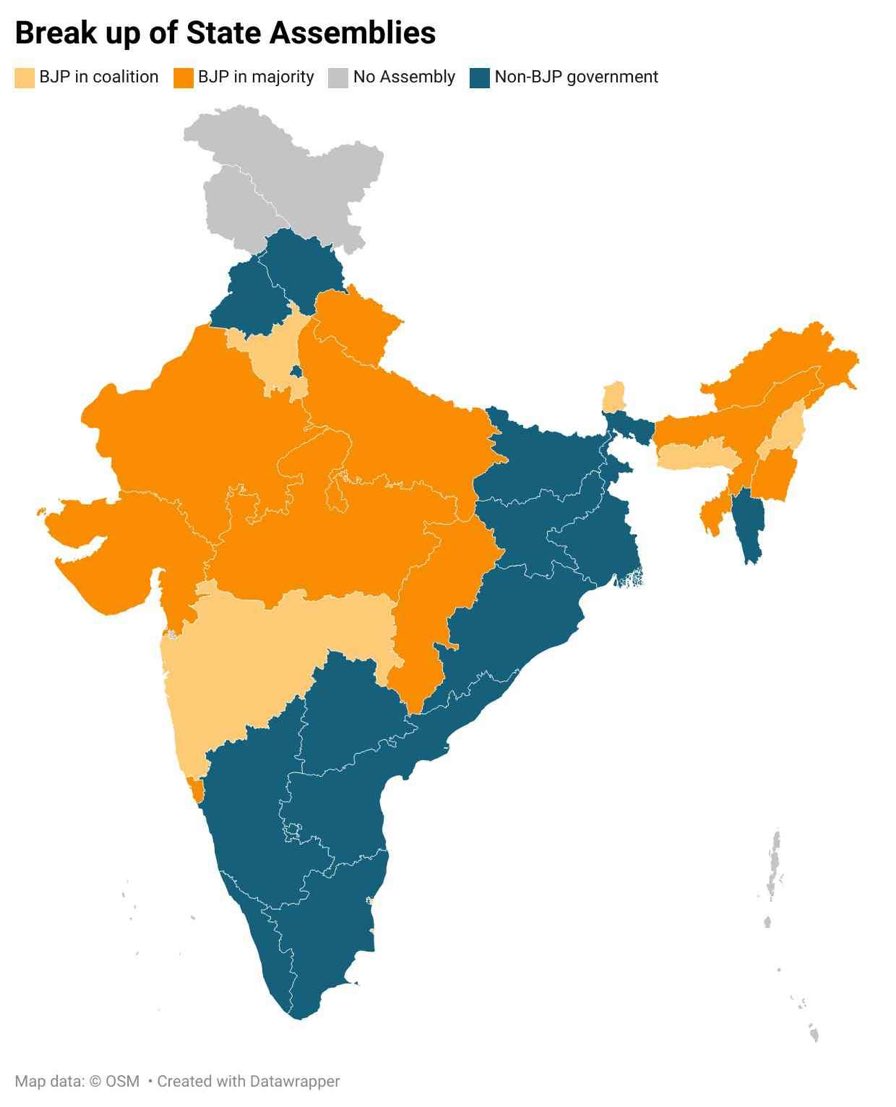 Break up of State Assemblies
BJP in coalition BJP in majority No Assembly Non-BJP government
Map data: © OSM • Created with Datawrapper